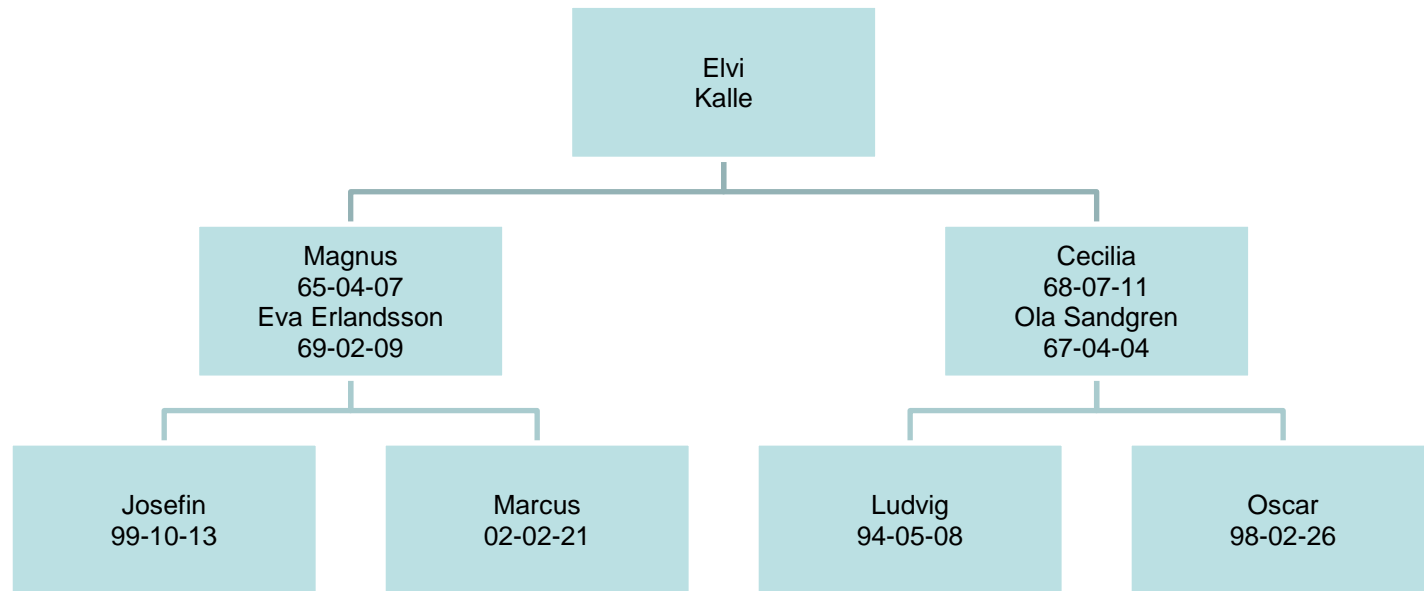 Elvi
Kalle
Magnus
65-04-07
Eva Erlandsson
69-02-09
Cecilia
68-07-11
Ola Sandgren
67-04-04
Josefin
99-10-13
Marcus
02-02-21
Ludvig
94-05-08
Oscar
98-02-26